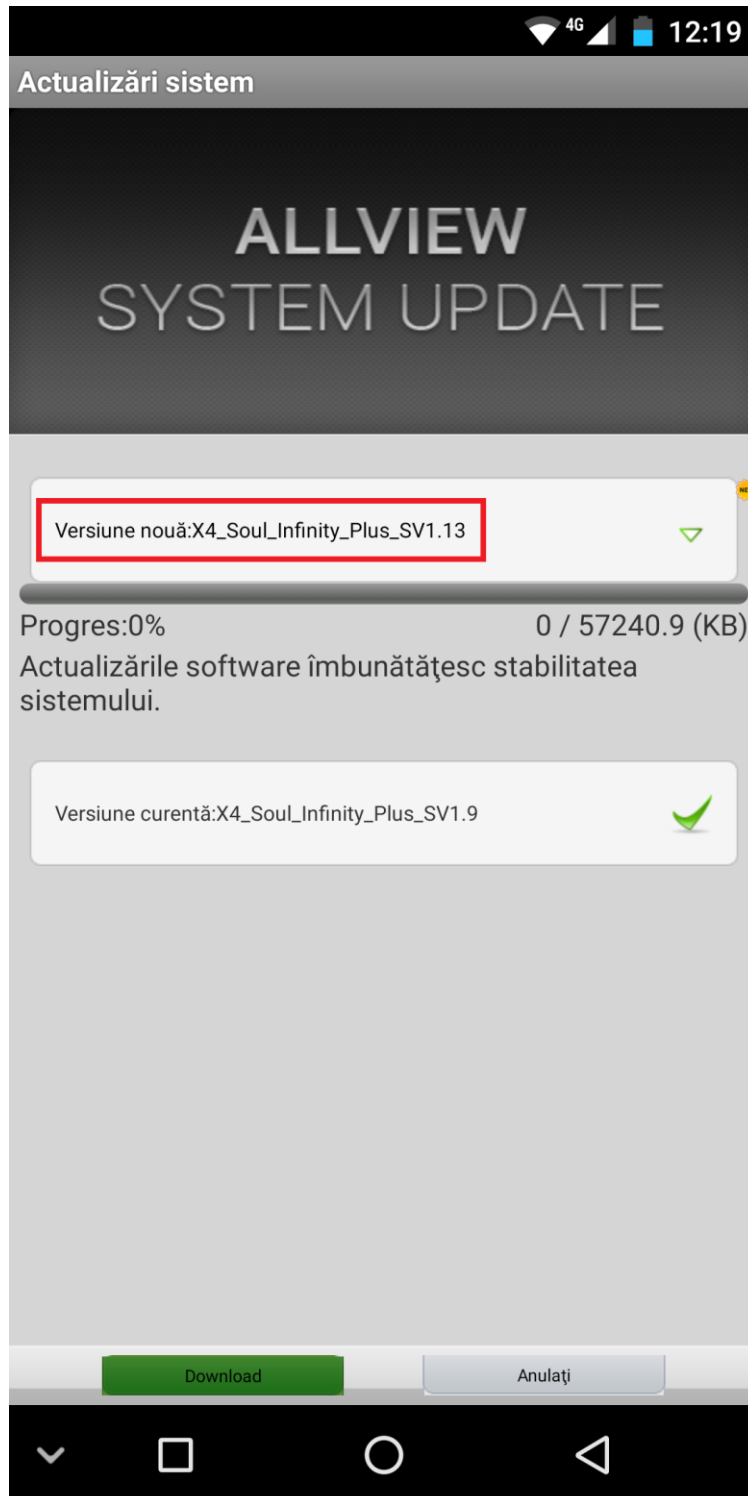 4G 12:19
Actualizări sistem
ALLVIEW
SYSTEM UPDATE
Versiune nouă:X4_Soul_Infinity_Plus_SV1.13
Progres:0% 0 / 57240.9 (KB)
Actualizările software îmbunătăţesc stabilitatea
sistemului.
Versiune curentă:X4_Soul_Infinity_Plus_SV1.9
Download Anulaţi